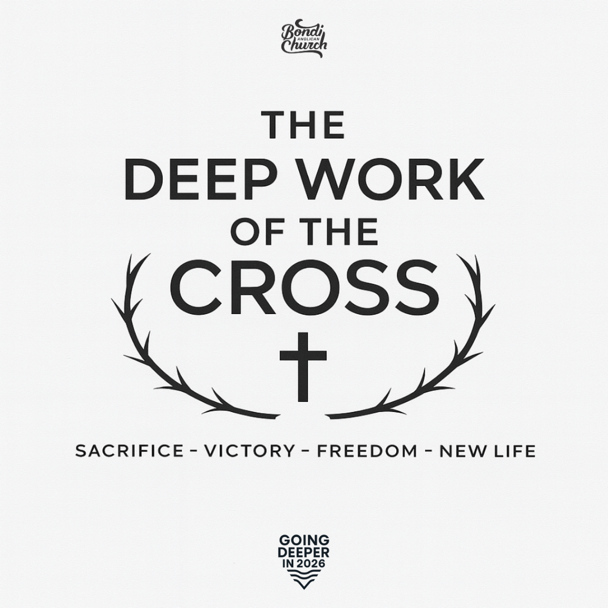 Bondi
ANGLICAN
Church
THE
DEEP WORK
OF THE
CROSS
SACRIFICE - VICTORY - FREEDOM - NEW LIFE
GOING
DEEPER
IN 2026